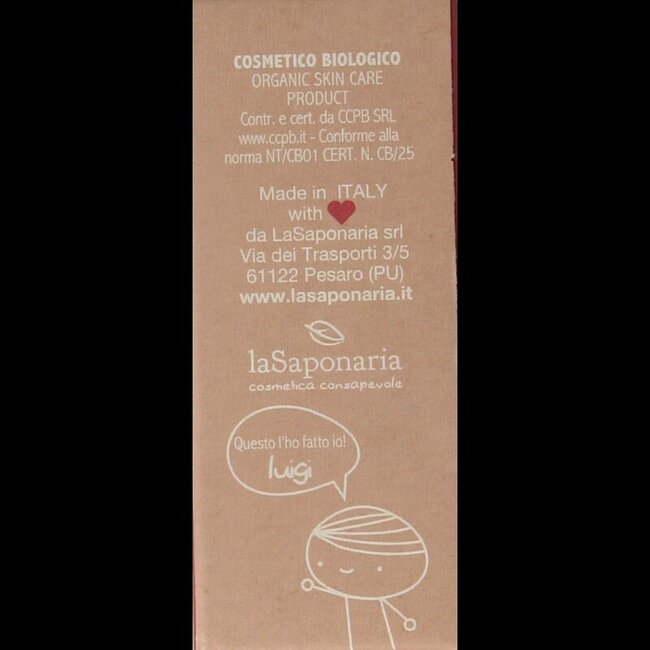 COSMETICO BIOLOGICO
ORGANIC SKIN CARE
PRODUCT
Contr. e cert. da CCPB SRL
www.ccpb.it - Conforme alla
norma NT/CB01 CERT. N. CB/25
Made in ITALY
with
da LaSaponaria srl
Via dei Trasporti 3/5
61122 Pesaro (PU)
www.lasaponaria.it
laSaponaria
cosmetica consapevole
Questo l'ho fatto io!
luigi